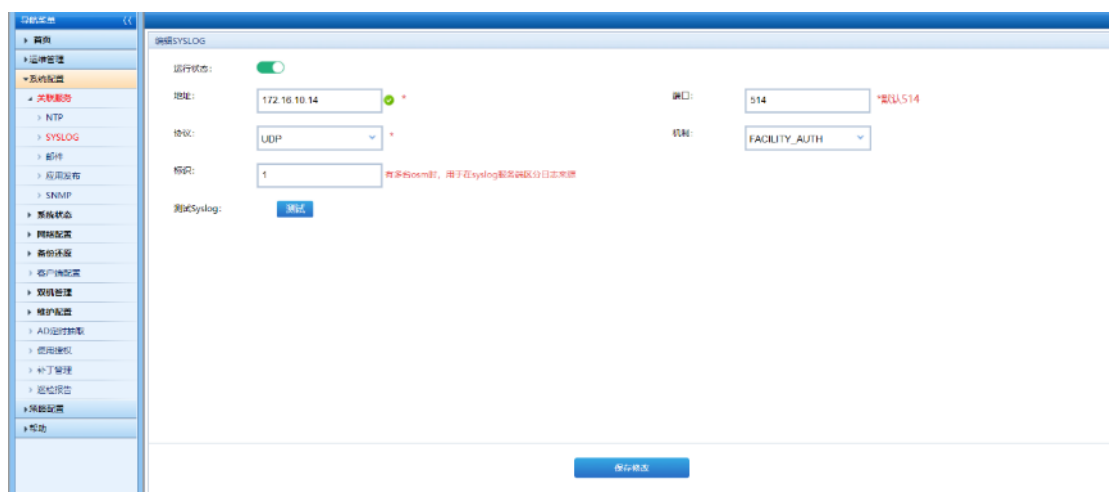 导航菜单
首页
运维管理
系统配置
关联服务
NTP
SYSLOG
邮件
应用发布
SNMP
系统状态
网络配置
备份还原
客户端配置
双机管理
维护配置
AD定时抽取
使用授权
补丁管理
巡检报告
策略配置
帮助
编辑SYSLOG
运行状态:
地址: 172.16.10.14 * 端口: 514 *默认514
协议: UDP * 机制: FACILITY_AUTH
标识: 1 有多台osm时，用于在syslog服务端区分日志来源
测试Syslog: 测试
保存修改